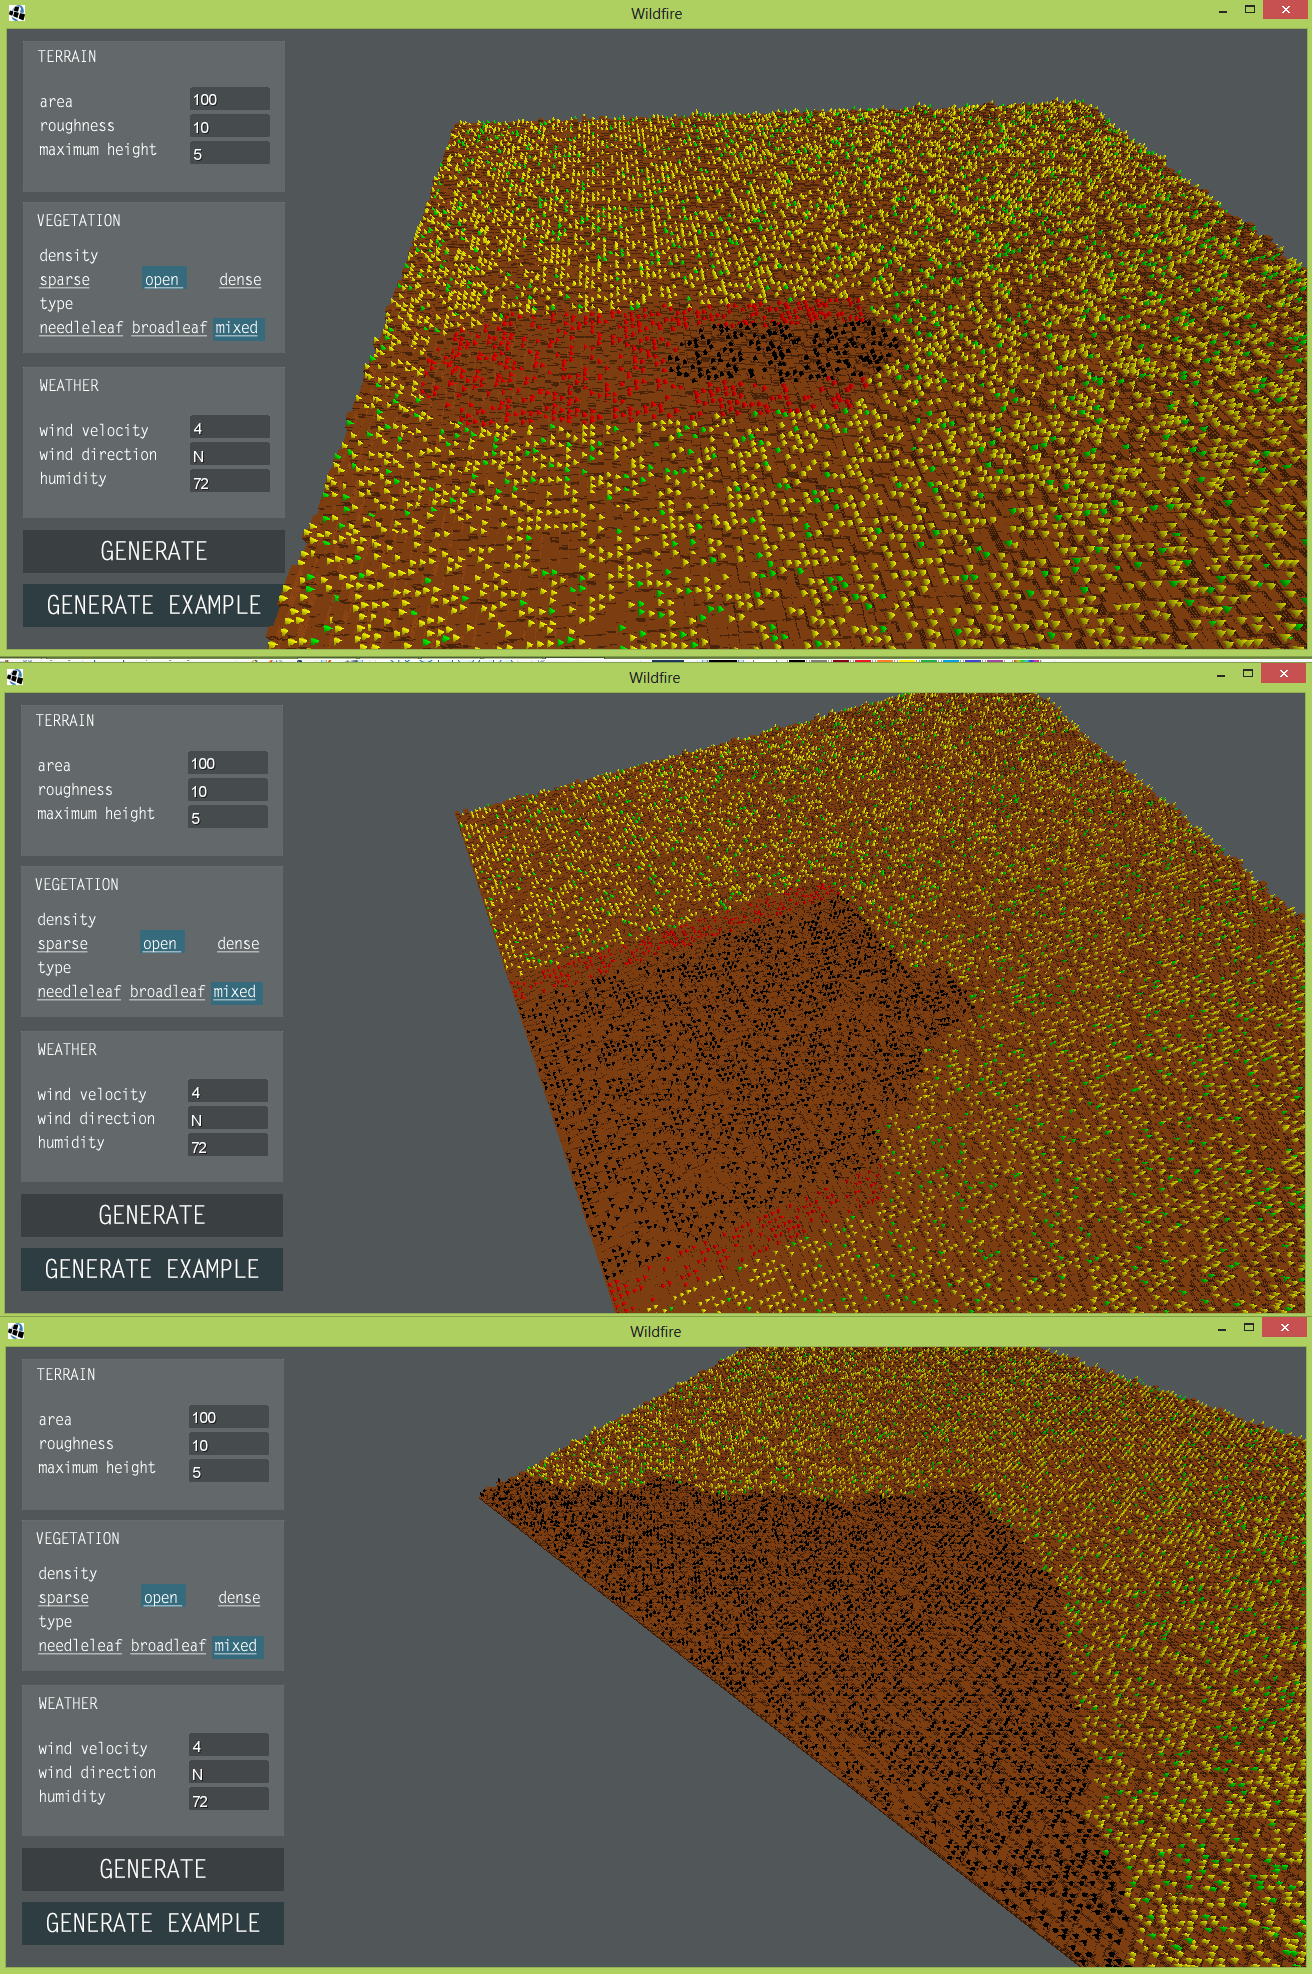 Wildfire
TERRAIN
area 100
roughness 10
maximum height 5
VEGETATION
density
sparse open dense
type
needleleaf broadleaf mixed
WEATHER
wind velocity 4
wind direction N
humidity 72
GENERATE
GENERATE EXAMPLE
Wildfire
TERRAIN
area 100
roughness 10
maximum height 5
VEGETATION
density
sparse open dense
type
needleleaf broadleaf mixed
WEATHER
wind velocity 4
wind direction N
humidity 72
GENERATE
GENERATE EXAMPLE
Wildfire
TERRAIN
area 100
roughness 10
maximum height 5
VEGETATION
density
sparse open dense
type
needleleaf broadleaf mixed
WEATHER
wind velocity 4
wind direction N
humidity 72
GENERATE
GENERATE EXAMPLE